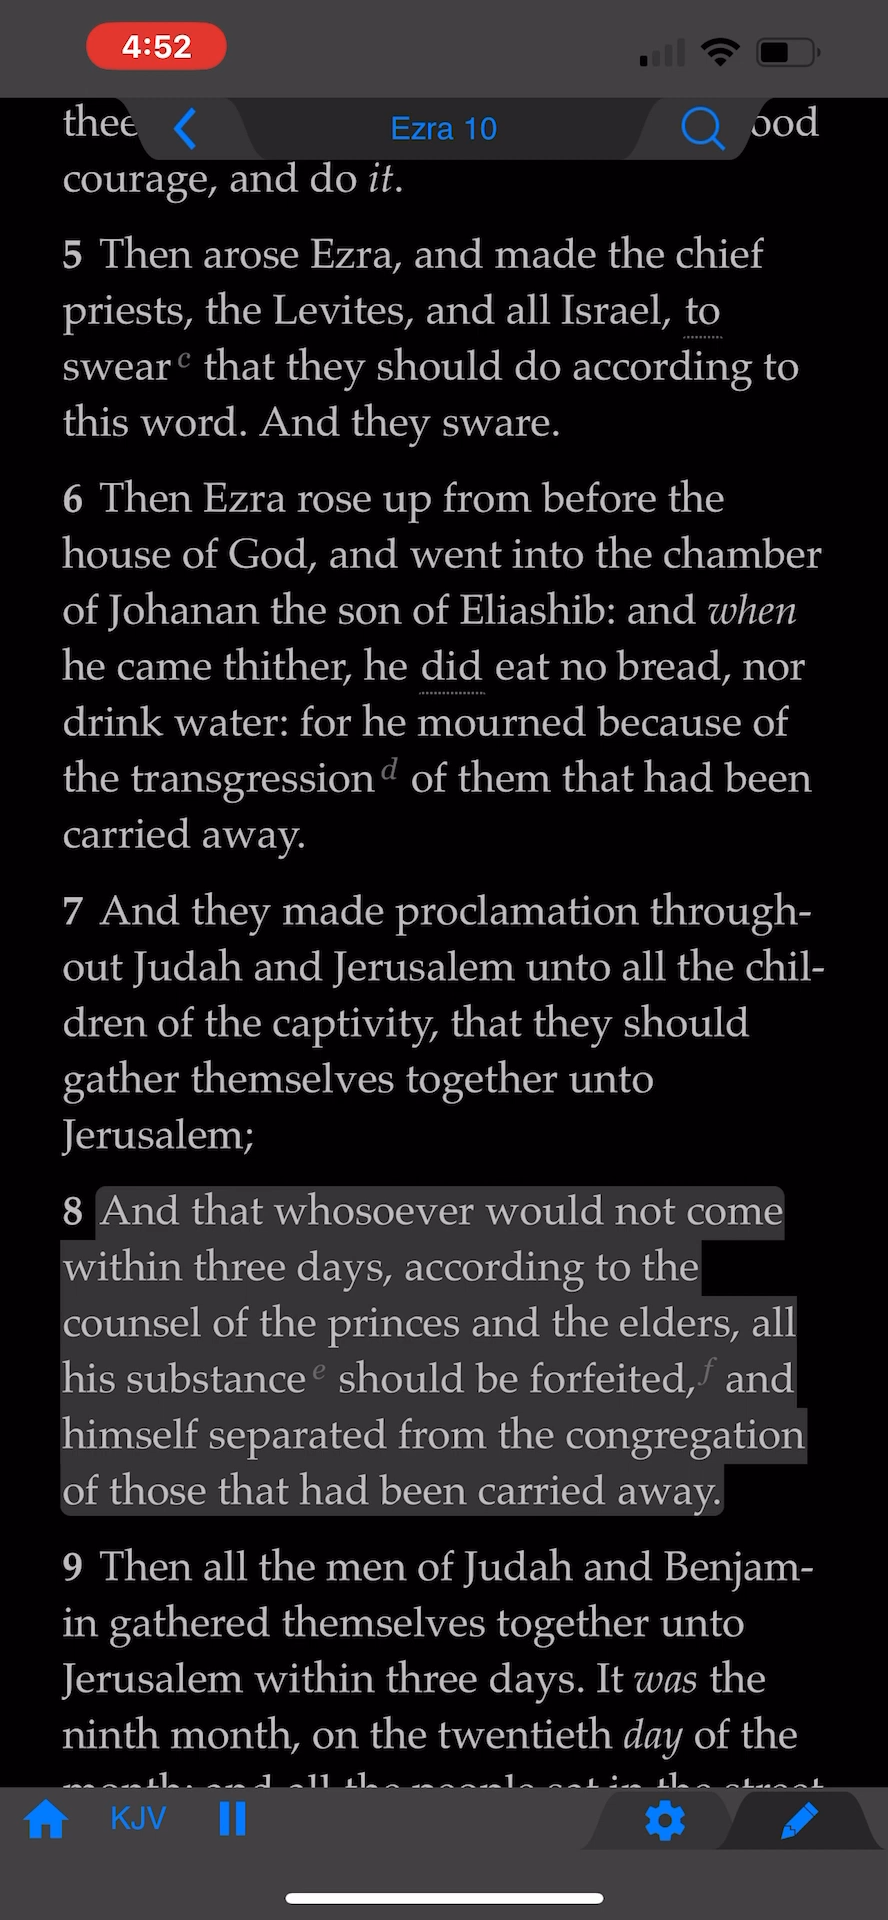 4:52
thee
Ezra 10
ood
courage, and do it.
5 Then arose Ezra, and made the chief
priests, the Levites, and all Israel, to
swear c that they should do according to
this word. And they sware.
6 Then Ezra rose up from before the
house of God, and went into the chamber
of Johanan the son of Eliashib: and when
he came thither, he did eat no bread, nor
drink water: for he mourned because of
the transgression d of them that had been
carried away.
7 And they made proclamation through-
out Judah and Jerusalem unto all the chil-
dren of the captivity, that they should
gather themselves together unto
Jerusalem;
8 And that whosoever would not come
within three days, according to the
counsel of the princes and the elders, all
his substance e should be forfeited, f and
himself separated from the congregation
of those that had been carried away.
9 Then all the men of Judah and Benjam-
in gathered themselves together unto
Jerusalem within three days. It was the
ninth month, on the twentieth day of the
month; and all the people sat in the street
KJV